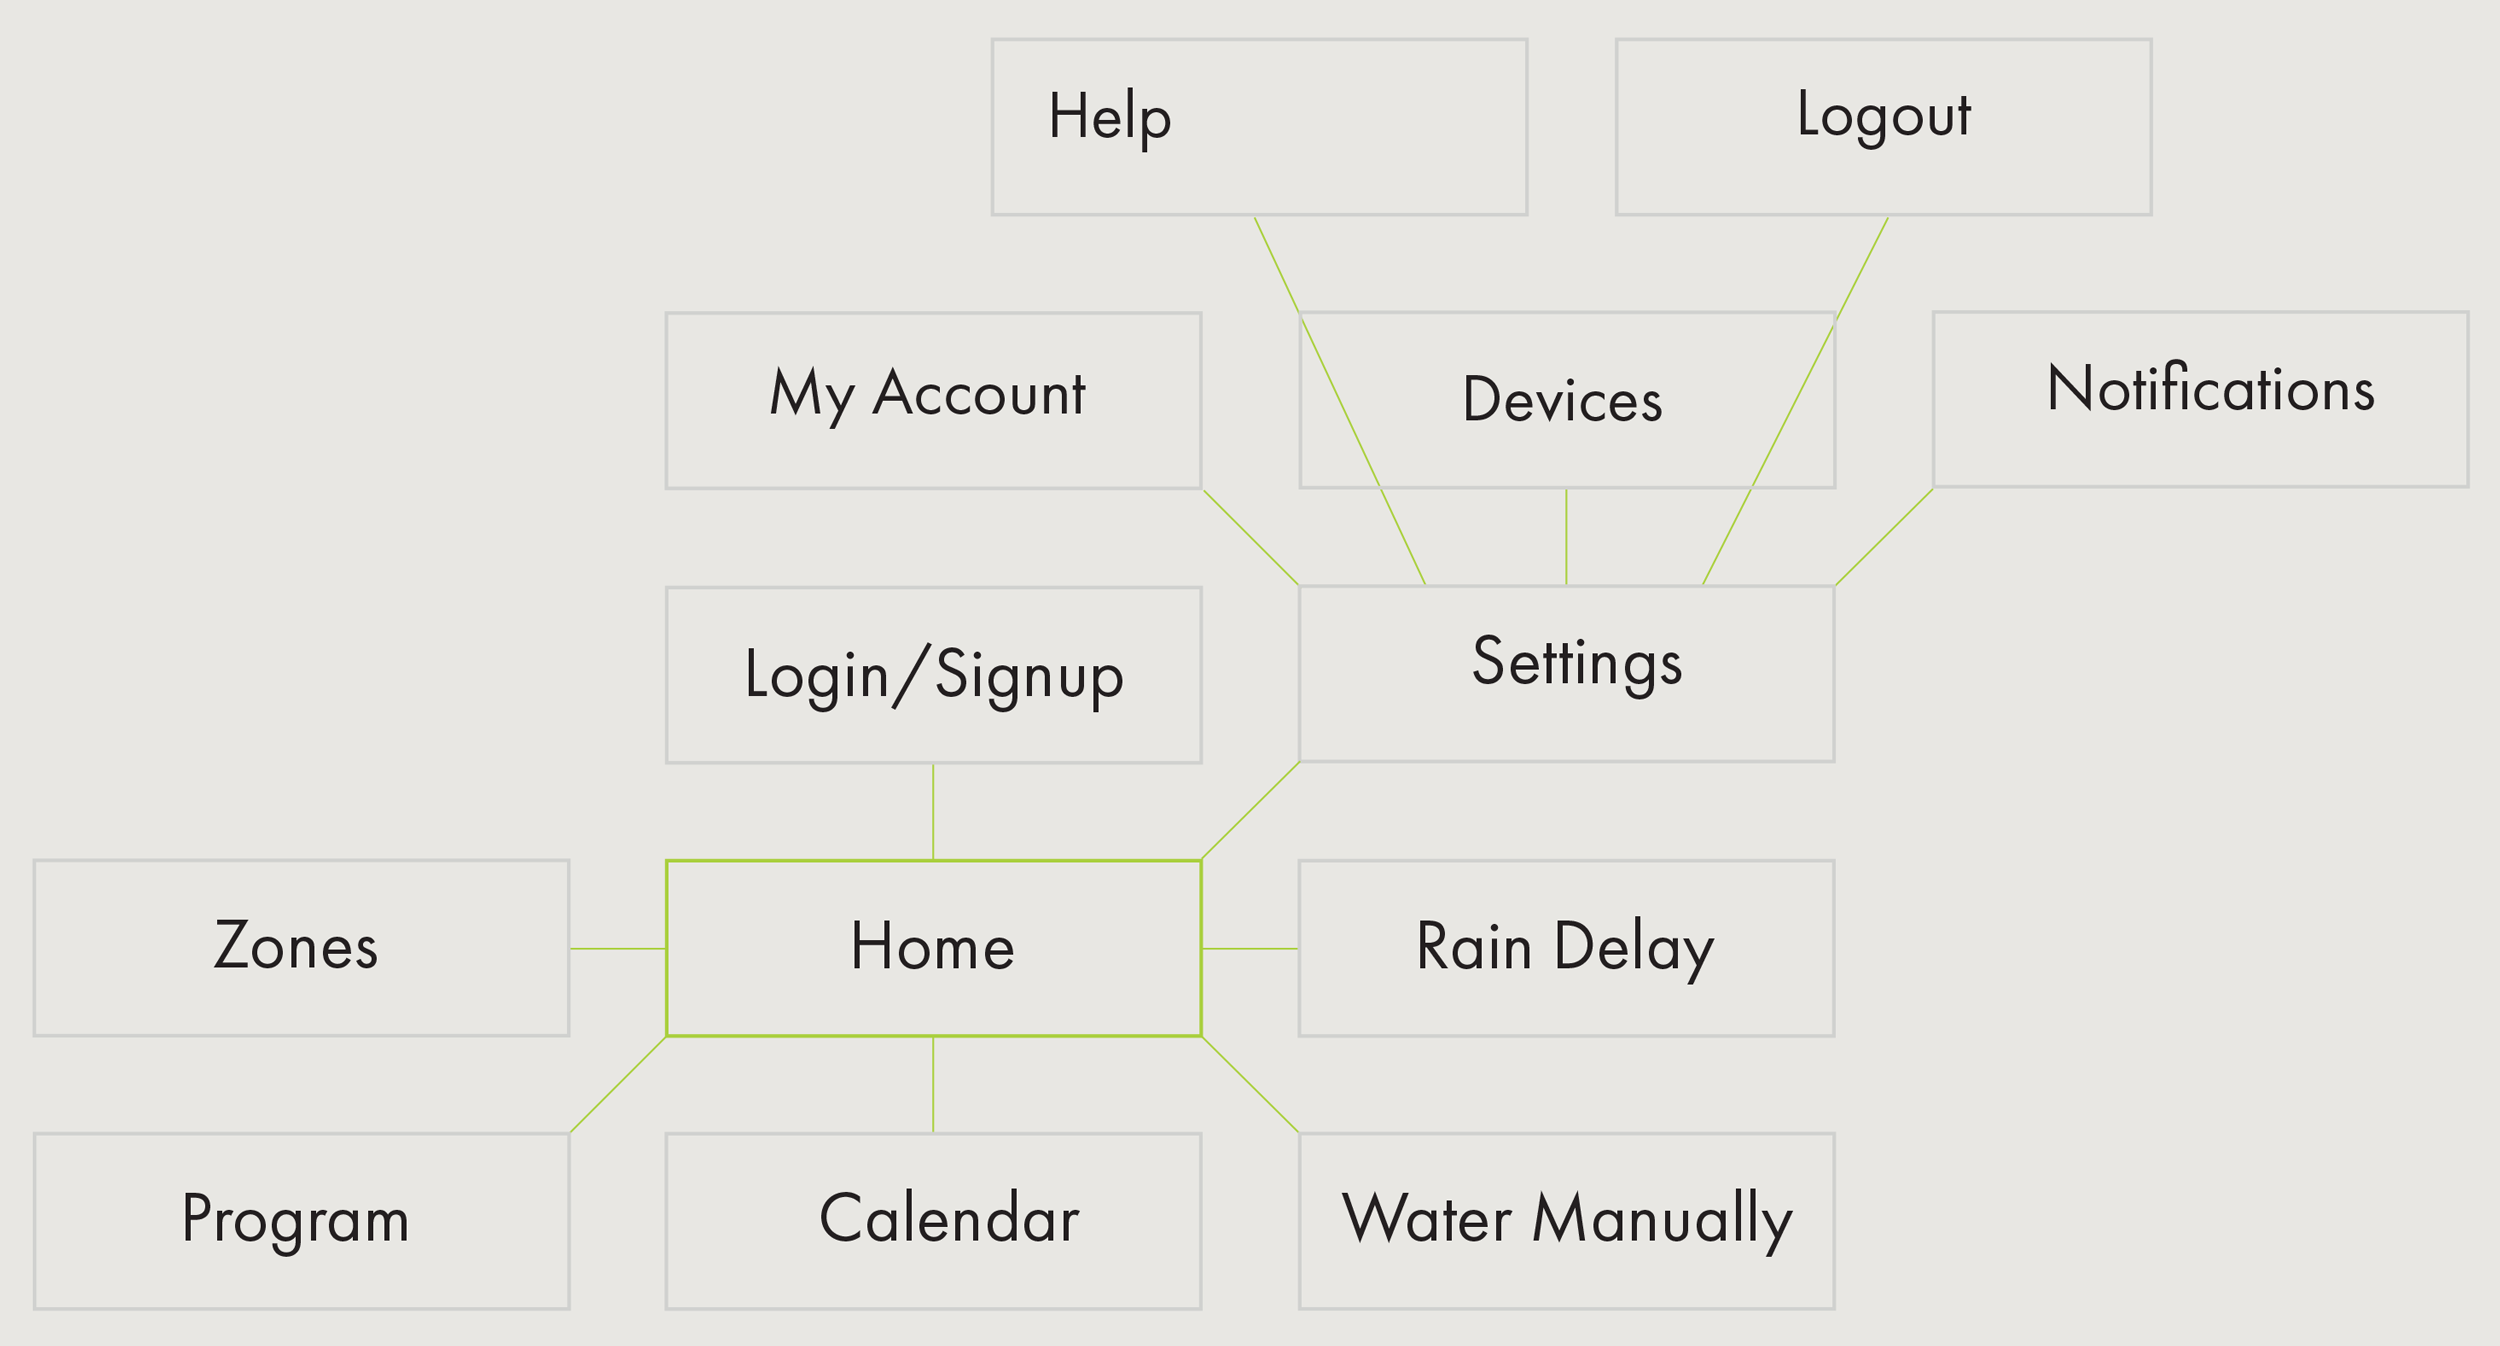 Help
Logout
My Account
Devices
Notifications
Login/Signup
Settings
Zones
Home
Rain Delay
Program
Calendar
Water Manually